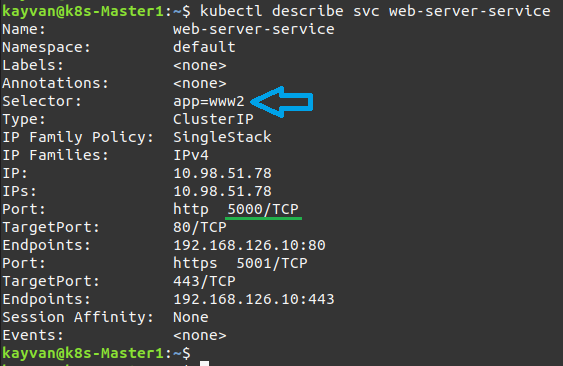 kayvan@k8s-Master1:~$ kubectl describe svc web-server-service
Name:              web-server-service
Namespace:         default
Labels:            <none>
Annotations:       <none>
Selector:          app=www2
Type:              ClusterIP
IP Family Policy:  SingleStack
IP Families:       IPv4
IP:                10.98.51.78
IPs:               10.98.51.78
Port:              http  5000/TCP
TargetPort:        80/TCP
Endpoints:         192.168.126.10:80
Port:              https  5001/TCP
TargetPort:        443/TCP
Endpoints:         192.168.126.10:443
Session Affinity:  None
Events:            <none>
kayvan@k8s-Master1:~$